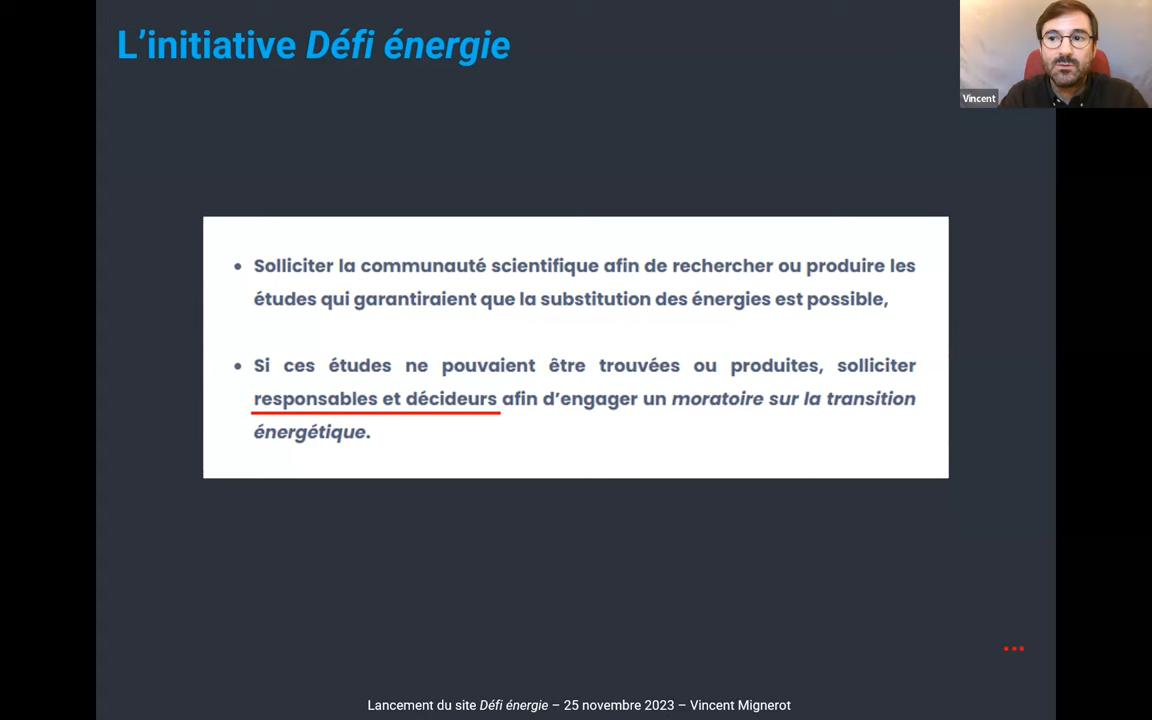 L’initiative Défi énergie
Vincent
• Solliciter la communauté scientifique afin de rechercher ou produire les
études qui garantiraient que la substitution des énergies est possible,
• Si ces études ne pouvaient être trouvées ou produites, solliciter
responsables et décideurs afin d’engager un moratoire sur la transition
énergétique.
...
Lancement du site Défi énergie – 25 novembre 2023 – Vincent Mignerot